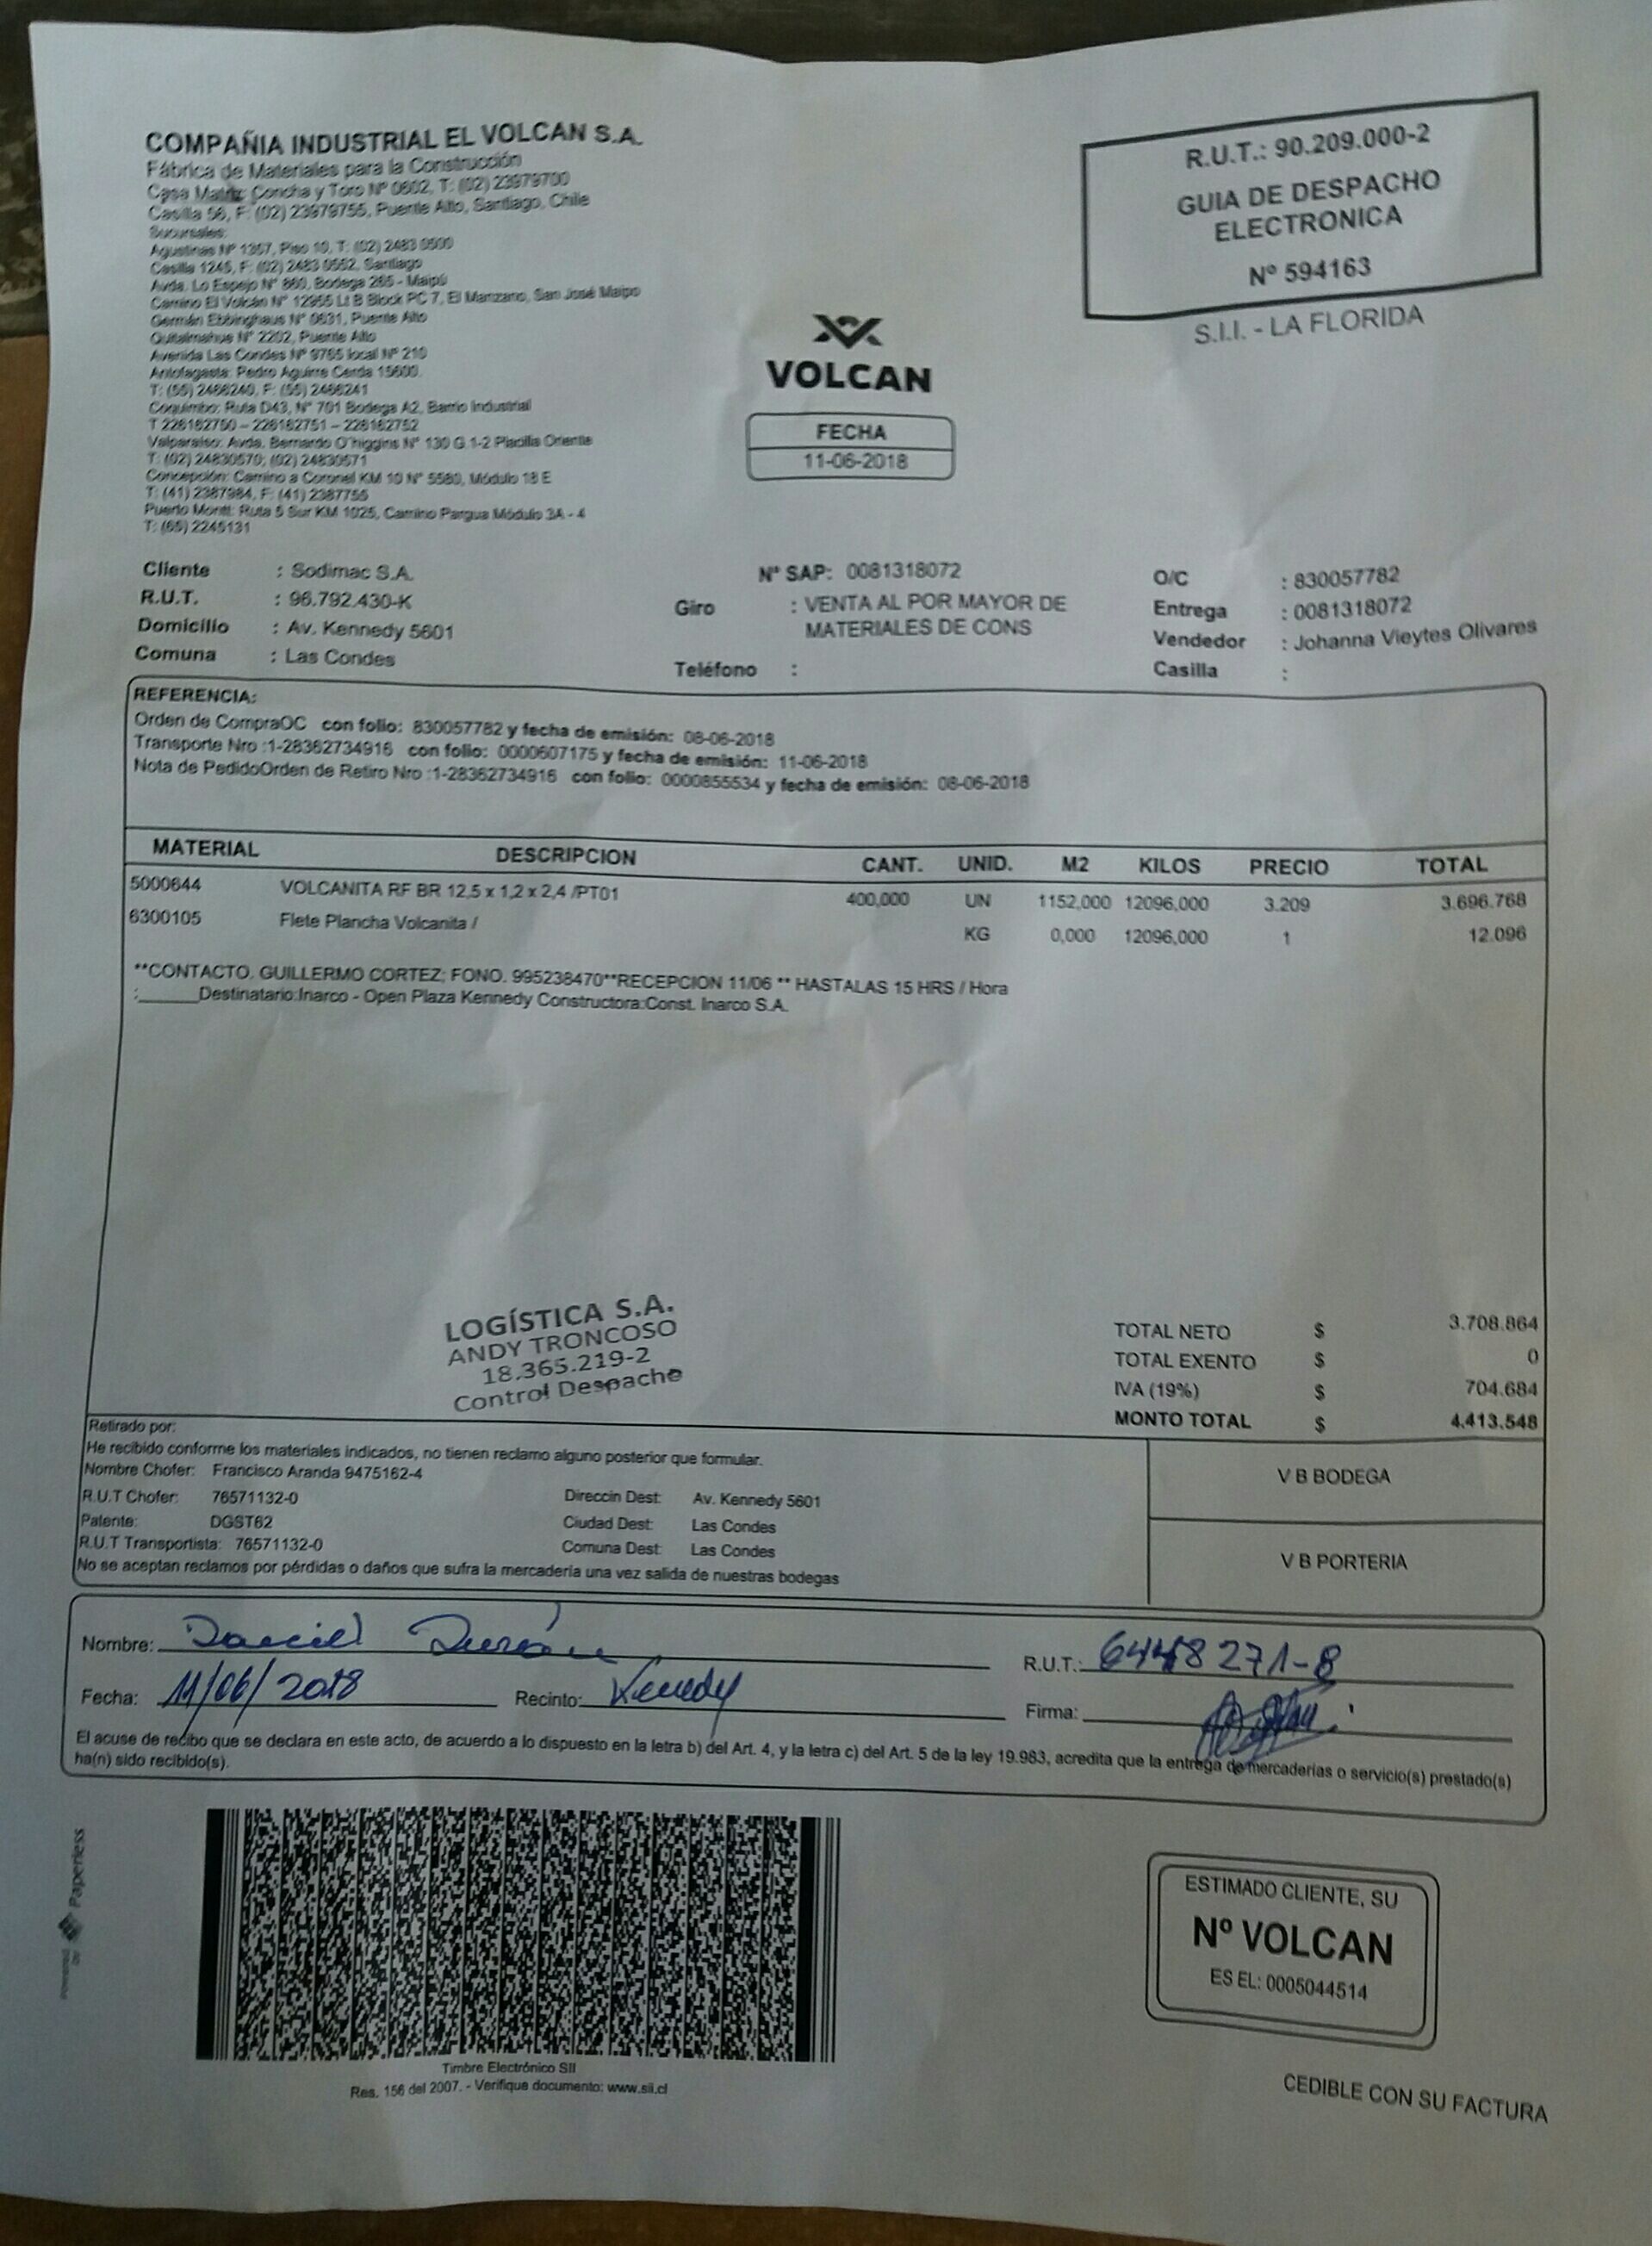 COMPAÑIA INDUSTRIAL EL VOLCAN S.A.
Fábrica de Materiales para la Construcción
Casa Matriz: Concha y Toro Nº 0602, T: (02) 23979700
Casilla 56, F: (02) 23979755, Puente Alto, Santiago, Chile
Sucursales:
Agustinas Nº 1357, Piso 10, T: (02) 2483 0500
Casilla 1245, F: (02) 2483 0552, Santiago
Avda. Lo Espejo Nº 860, Bodega 265 - Maipú
Camino El Volcán Nº 12955 Lt B Block PC 7, El Manzano, San José Maipo
Germán Ebbinghaus Nº 0631, Puente Alto
Quitalmahue Nº 2202, Puente Alto
Avenida Las Condes Nº 9765 local Nº 210
Antofagasta: Pedro Aguirre Cerda 15600.
T: (55) 2486240, F: (55) 2486241
Coquimbo: Ruta D43, Nº 701 Bodega A2, Barrio Industrial
T 228162750 – 228162751 – 228162752
Valparaíso: Avda. Bernardo O'higgins Nº 130 G 1-2 Placilla Oriente
T: (02) 24830570; (02) 24830571
Concepción: Camino a Coronel KM 10 Nº 5580, Módulo 18 E
T: (41) 2387984, F: (41) 2387755
Puerto Montt: Ruta 5 Sur KM 1025, Camino Pargua Módulo 3A - 4
T: (65) 2245131
R.U.T.: 90.209.000-2
GUIA DE DESPACHO
ELECTRONICA
Nº 594163
S.I.I. - LA FLORIDA
VOLCAN
FECHA
11-06-2018
Cliente : Sodimac S.A. Nº SAP: 0081318072 O/C : 830057782
R.U.T. : 96.792.430-K Giro : VENTA AL POR MAYOR DE Entrega : 0081318072
Domicilio : Av. Kennedy 5601 MATERIALES DE CONS Vendedor : Johanna Vieytes Olivares
Comuna : Las Condes Teléfono : Casilla :
REFERENCIA:
Orden de CompraOC con folio: 830057782 y fecha de emisión: 08-06-2018
Transporte Nro :1-28362734916 con folio: 0000607175 y fecha de emisión: 11-06-2018
Nota de PedidoOrden de Retiro Nro :1-28362734916 con folio: 0000855534 y fecha de emisión: 08-06-2018
MATERIAL DESCRIPCION CANT. UNID. M2 KILOS PRECIO TOTAL
5000644 VOLCANITA RF BR 12,5 x 1,2 x 2,4 /PT01 400,000 UN 1152,000 12096,000 3.209 3.696.768
6300105 Flete Plancha Volcanita / KG 0,000 12096,000 1 12.096
**CONTACTO. GUILLERMO CORTEZ; FONO. 995238470**RECEPCION 11/06 ** HASTALAS 15 HRS / Hora
:______Destinatario:Inarco - Open Plaza Kennedy Constructora:Const. Inarco S.A.
LOGÍSTICA S.A.
ANDY TRONCOSO
18.365.219-2
Control Despacho
TOTAL NETO $ 3.708.864
TOTAL EXENTO $ 0
IVA (19%) $ 704.684
MONTO TOTAL $ 4.413.548
Retirado por:
He recibido conforme los materiales indicados, no tienen reclamo alguno posterior que formular.
Nombre Chofer: Francisco Aranda 9475162-4
R.U.T Chofer: 76571132-0 Direccin Dest: Av. Kennedy 5601
Patente: DGST62 Ciudad Dest: Las Condes
R.U.T Transportista: 76571132-0 Comuna Dest: Las Condes
No se aceptan reclamos por pérdidas o daños que sufra la mercadería una vez salida de nuestras bodegas
V B BODEGA
V B PORTERIA
Nombre: Daniel Durán R.U.T.: 6448271-8
Fecha: 11/06/2018 Recinto: Kenedy Firma:
El acuse de recibo que se declara en este acto, de acuerdo a lo dispuesto en la letra b) del Art. 4, y la letra c) del Art. 5 de la ley 19.983, acredita que la entrega de mercaderías o servicio(s) prestado(s)
ha(n) sido recibido(s).
Powered by Paperless
Timbre Electrónico SII
Res. 156 del 2007. - Verifique documento: www.sii.cl
ESTIMADO CLIENTE, SU
Nº VOLCAN
ES EL: 0005044514
CEDIBLE CON SU FACTURA